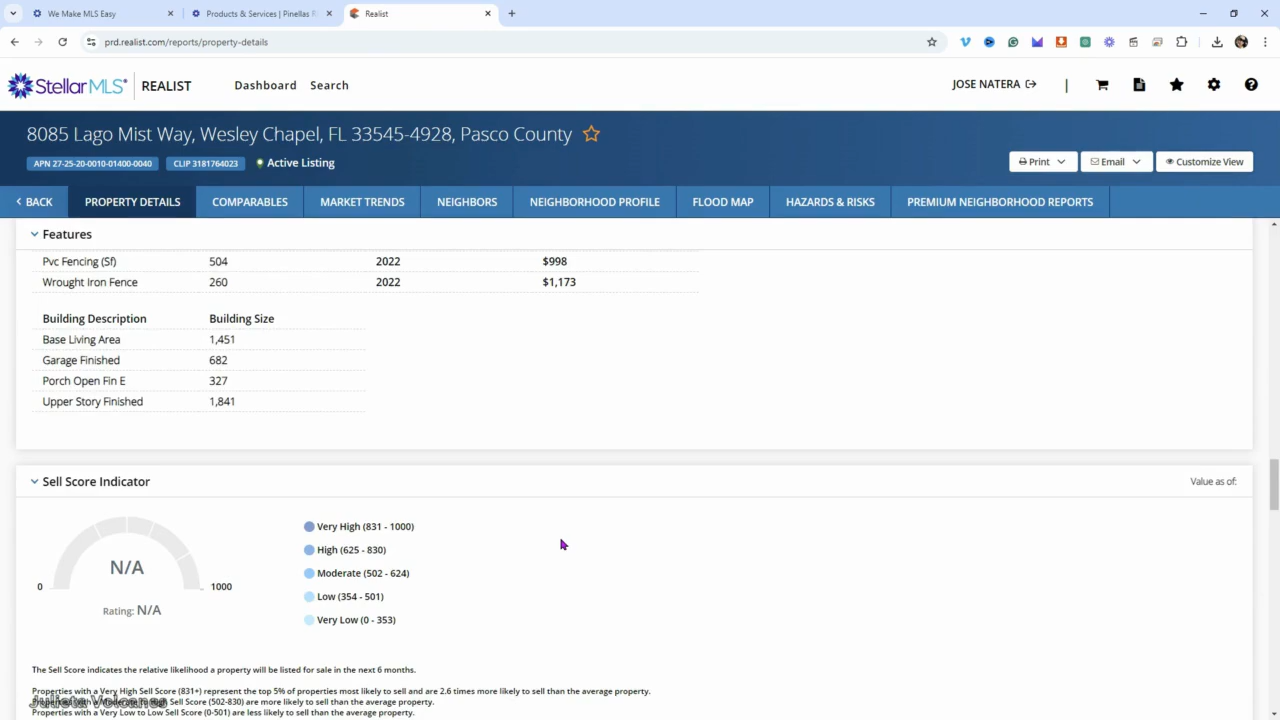 We Make MLS Easy
Products & Services | Pinellas R
Realist
prd.realist.com/reports/property-details
StellarMLS REALIST Dashboard Search JOSE NATERA
8085 Lago Mist Way, Wesley Chapel, FL 33545-4928, Pasco County
APN 27-25-20-0010-01400-0040 CLIP 3181764023 Active Listing
Print Email Customize View
BACK PROPERTY DETAILS COMPARABLES MARKET TRENDS NEIGHBORS NEIGHBORHOOD PROFILE FLOOD MAP HAZARDS & RISKS PREMIUM NEIGHBORHOOD REPORTS
Features
Pvc Fencing (Sf) 504 2022 $998
Wrought Iron Fence 260 2022 $1,173
Building Description Building Size
Base Living Area 1,451
Garage Finished 682
Porch Open Fin E 327
Upper Story Finished 1,841
Sell Score Indicator Value as of:
N/A
0 1000
Rating: N/A
Very High (831 - 1000)
High (625 - 830)
Moderate (502 - 624)
Low (354 - 501)
Very Low (0 - 353)
The Sell Score indicates the relative likelihood a property will be listed for sale in the next 6 months.
Properties with a Very High Sell Score (831+) represent the top 5% of properties most likely to sell and are 2.6 times more likely to sell than the average property.
Properties with a Moderate to High Sell Score (502-830) are more likely to sell than the average property.
Properties with a Very Low to Low Sell Score (0-501) are less likely to sell than the average property.